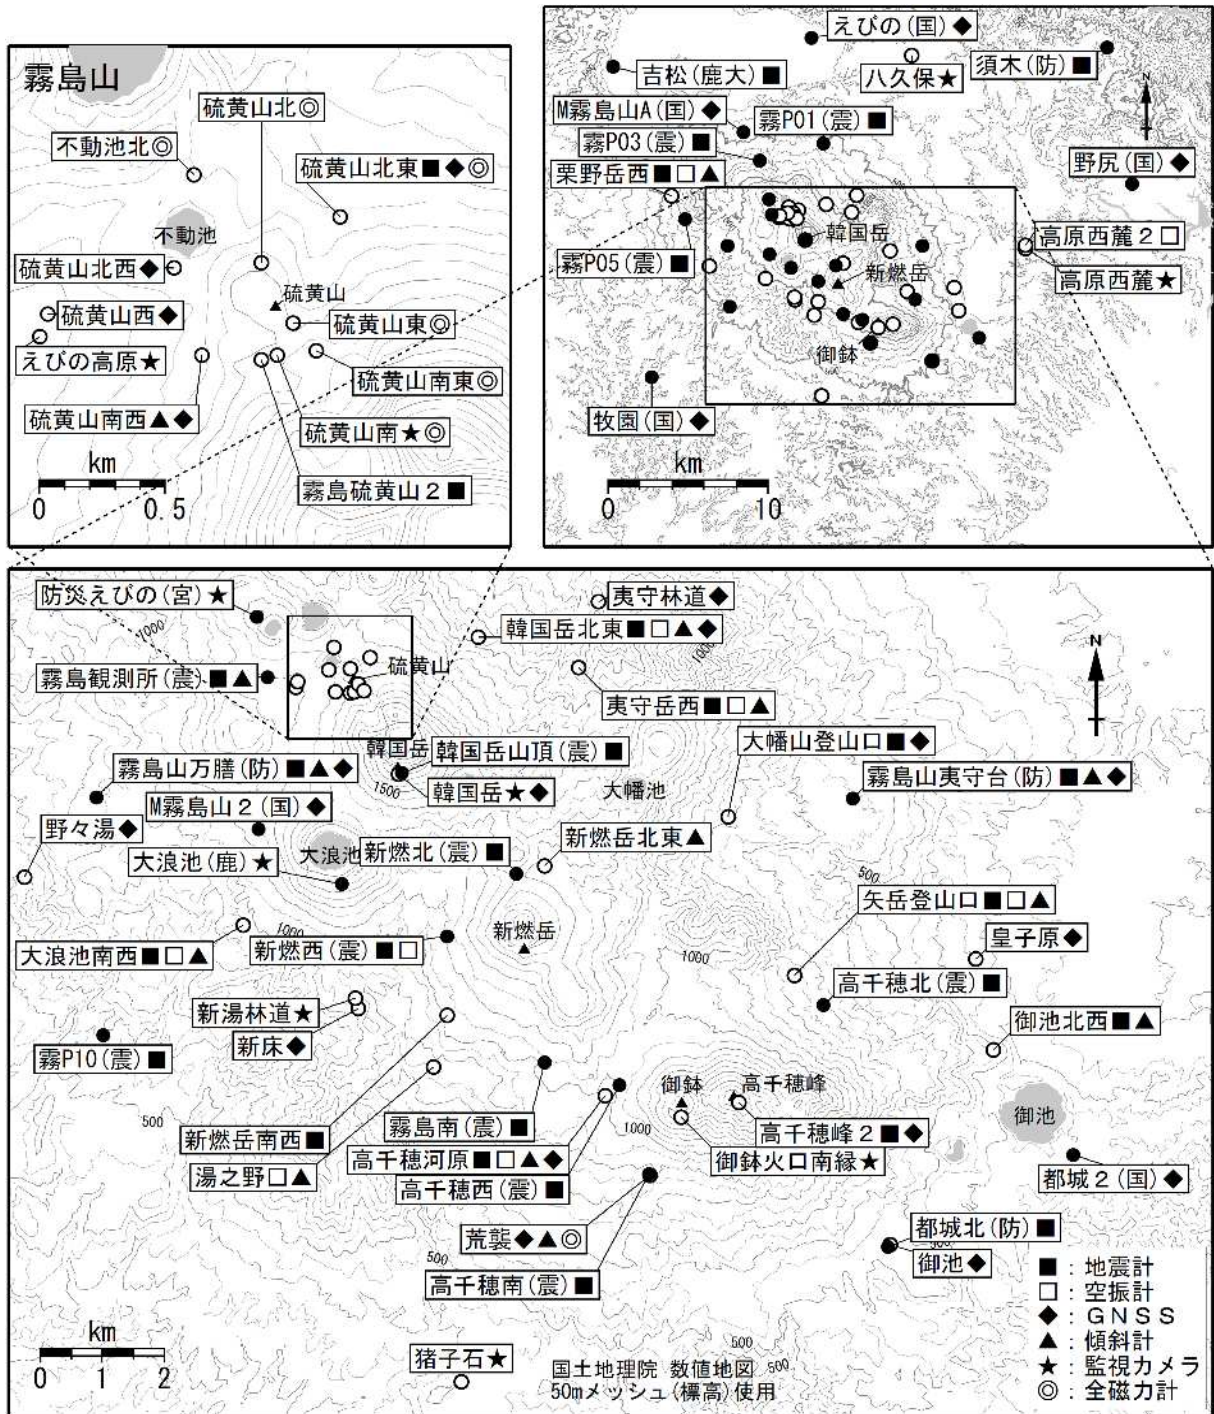 霧島山
硫黄山北◎
不動池北◎
硫黄山北東■◆◎
不動池
硫黄山北西◆
硫黄山
硫黄山西◆
硫黄山東◎
えびの高原★
硫黄山南東◎
硫黄山南西▲◆
硫黄山南★◎
霧島硫黄山2■
km
0 0.5
えびの(国)◆
吉松(鹿大)■
八久保★
須木(防)■
N
M霧島山A(国)◆
霧P01(震)■
霧P03(震)■
栗野岳西■□▲
野尻(国)◆
韓国岳
高原西麓2□
霧P05(震)■
新燃岳
高原西麓★
御鉢
牧園(国)◆
km
0 10
防災えびの(宮)★
1000
夷守林道◆
韓国岳北東■□▲◆
1000
N
霧島観測所(震)■▲
硫黄山
夷守岳西■□▲
大幡山登山口■◆
韓国岳
韓国岳山頂(震)■
霧島山万膳(防)■▲◆
霧島山夷守台(防)■▲◆
1500
韓国岳★◆
大幡池
M霧島山2(国)◆
野々湯◆
新燃岳北東▲
大浪池
新燃北(震)■
大浪池(鹿)★
500
矢岳登山口■□▲
1000
新燃岳
皇子原◆
大浪池南西■□▲
新燃西(震)■□
1000
高千穂北(震)■
新湯林道★
新床◆
御池北西■▲
霧P10(震)■
御鉢
高千穂峰
御池
500
新燃岳南西■
霧島南(震)■
1000
高千穂峰2■◆
高千穂河原■□▲◆
御鉢火口南縁★
湯之野□▲
高千穂西(震)■
都城2(国)◆
荒襲◆▲◎
都城北(防)■
500
御池◆
500
高千穂南(震)■
■:地震計
□:空振計
◆:GNSS
▲:傾斜計
★:監視カメラ
◎:全磁力計
km
0 1 2
500
猪子石★
国土地理院 数値地図
500
50mメッシュ(標高)使用